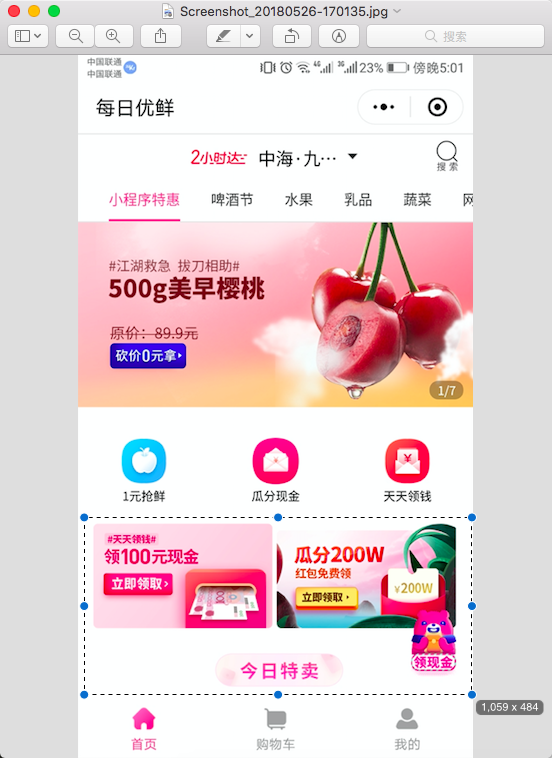 Screenshot_20180526-170135.jpg
搜索
中国联通
中国联通
4G 3G 23% 傍晚5:01
每日优鲜
2小时达 中海·九… 搜索
小程序特惠 啤酒节 水果 乳品 蔬菜
#江湖救急 拔刀相助#
500g美早樱桃
原价：89.9元
砍价0元拿
1/7
1元抢鲜 瓜分现金 天天领钱
#天天领钱#
领100元现金
立即领取
瓜分200W
红包免费领
立即领取
¥200W
领现金
今日特卖
1,059 x 484
首页 购物车 我的